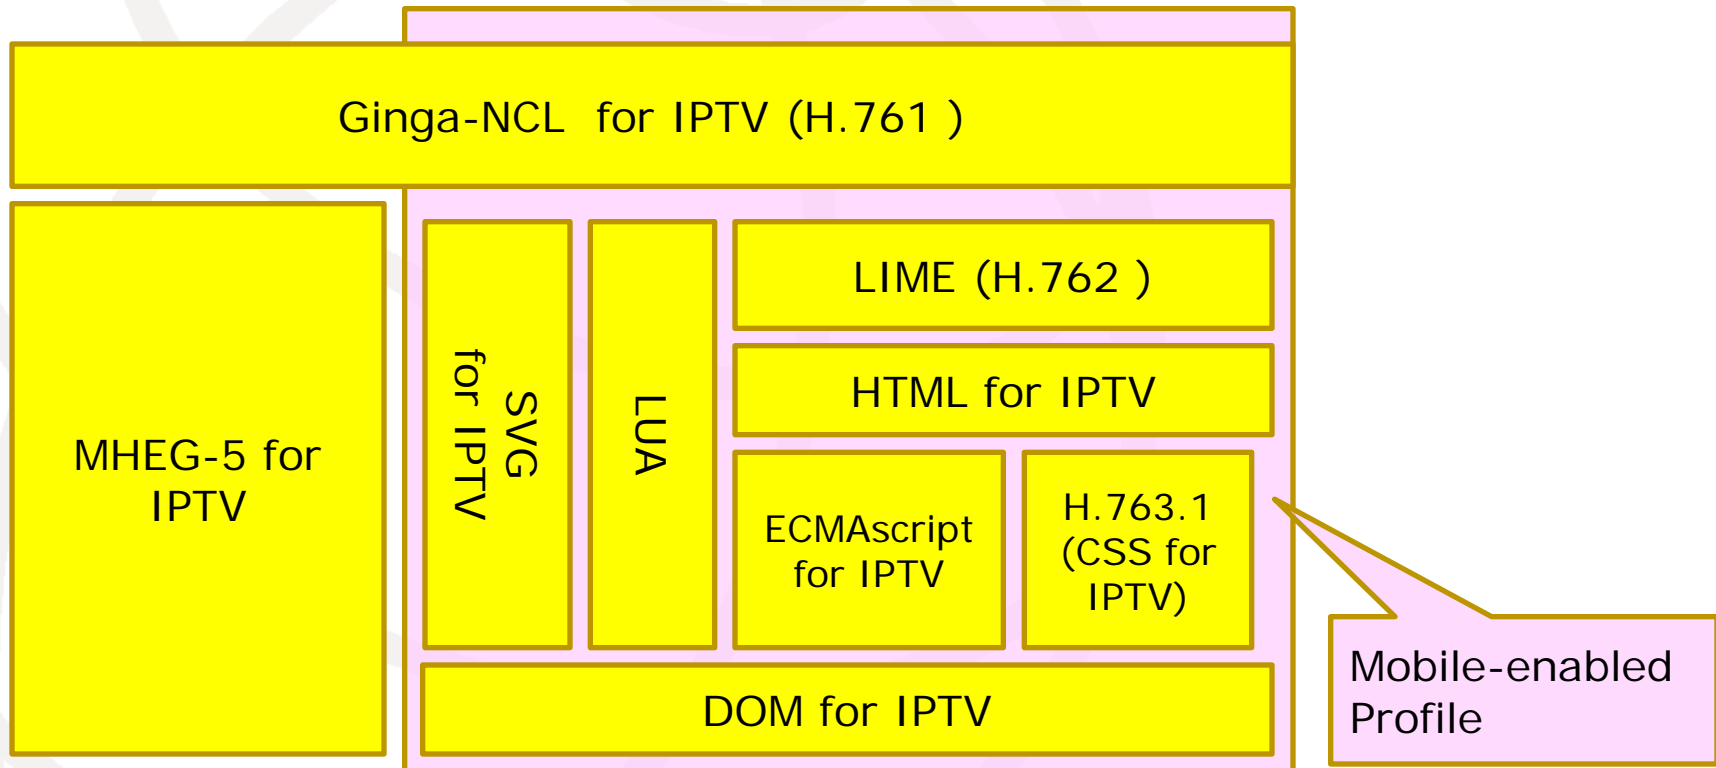 Ginga-NCL for IPTV (H.761 )
MHEG-5 for
IPTV
SVG
for IPTV
LUA
LIME (H.762 )
HTML for IPTV
ECMAscript
for IPTV
H.763.1
(CSS for
IPTV)
DOM for IPTV
Mobile-enabled
Profile